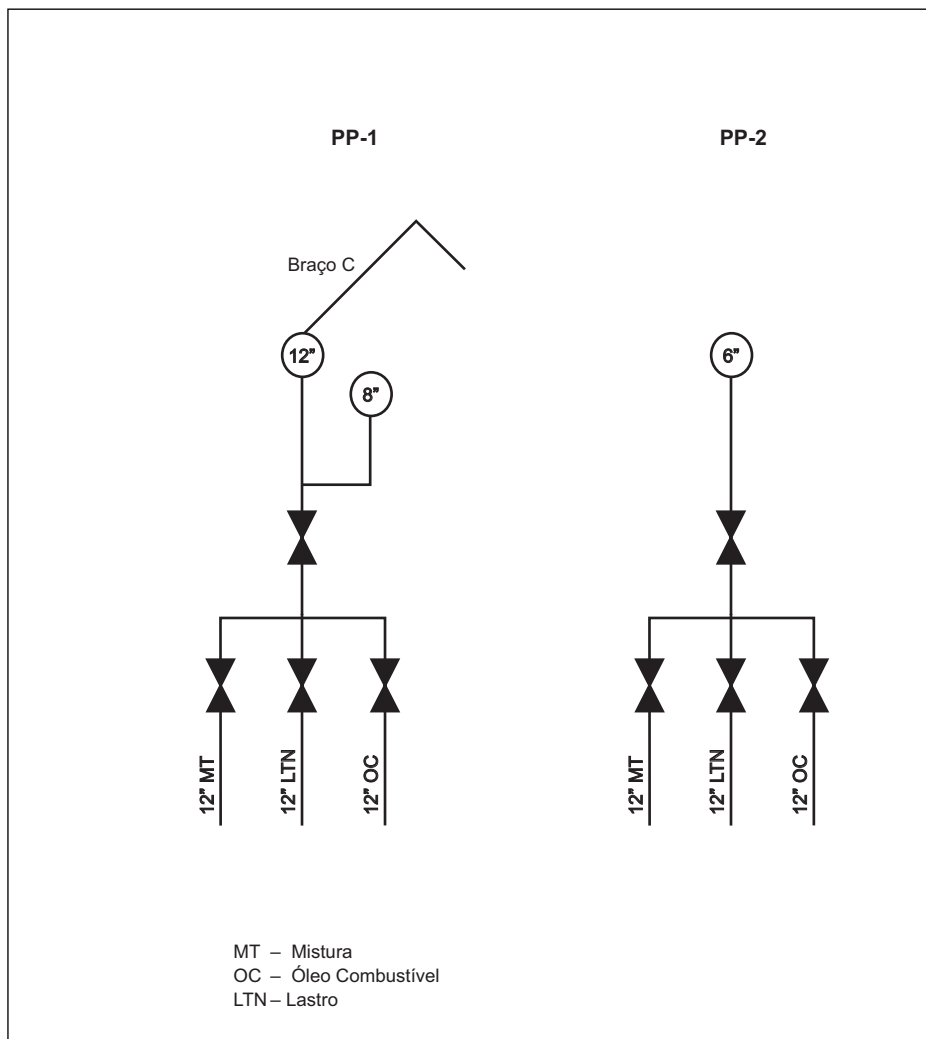 PP-1
PP-2
Braço C
12”
8”
6”
12” MT
12” LTN
12” OC
12” MT
12” LTN
12” OC
MT – Mistura
OC – Óleo Combustível
LTN – Lastro